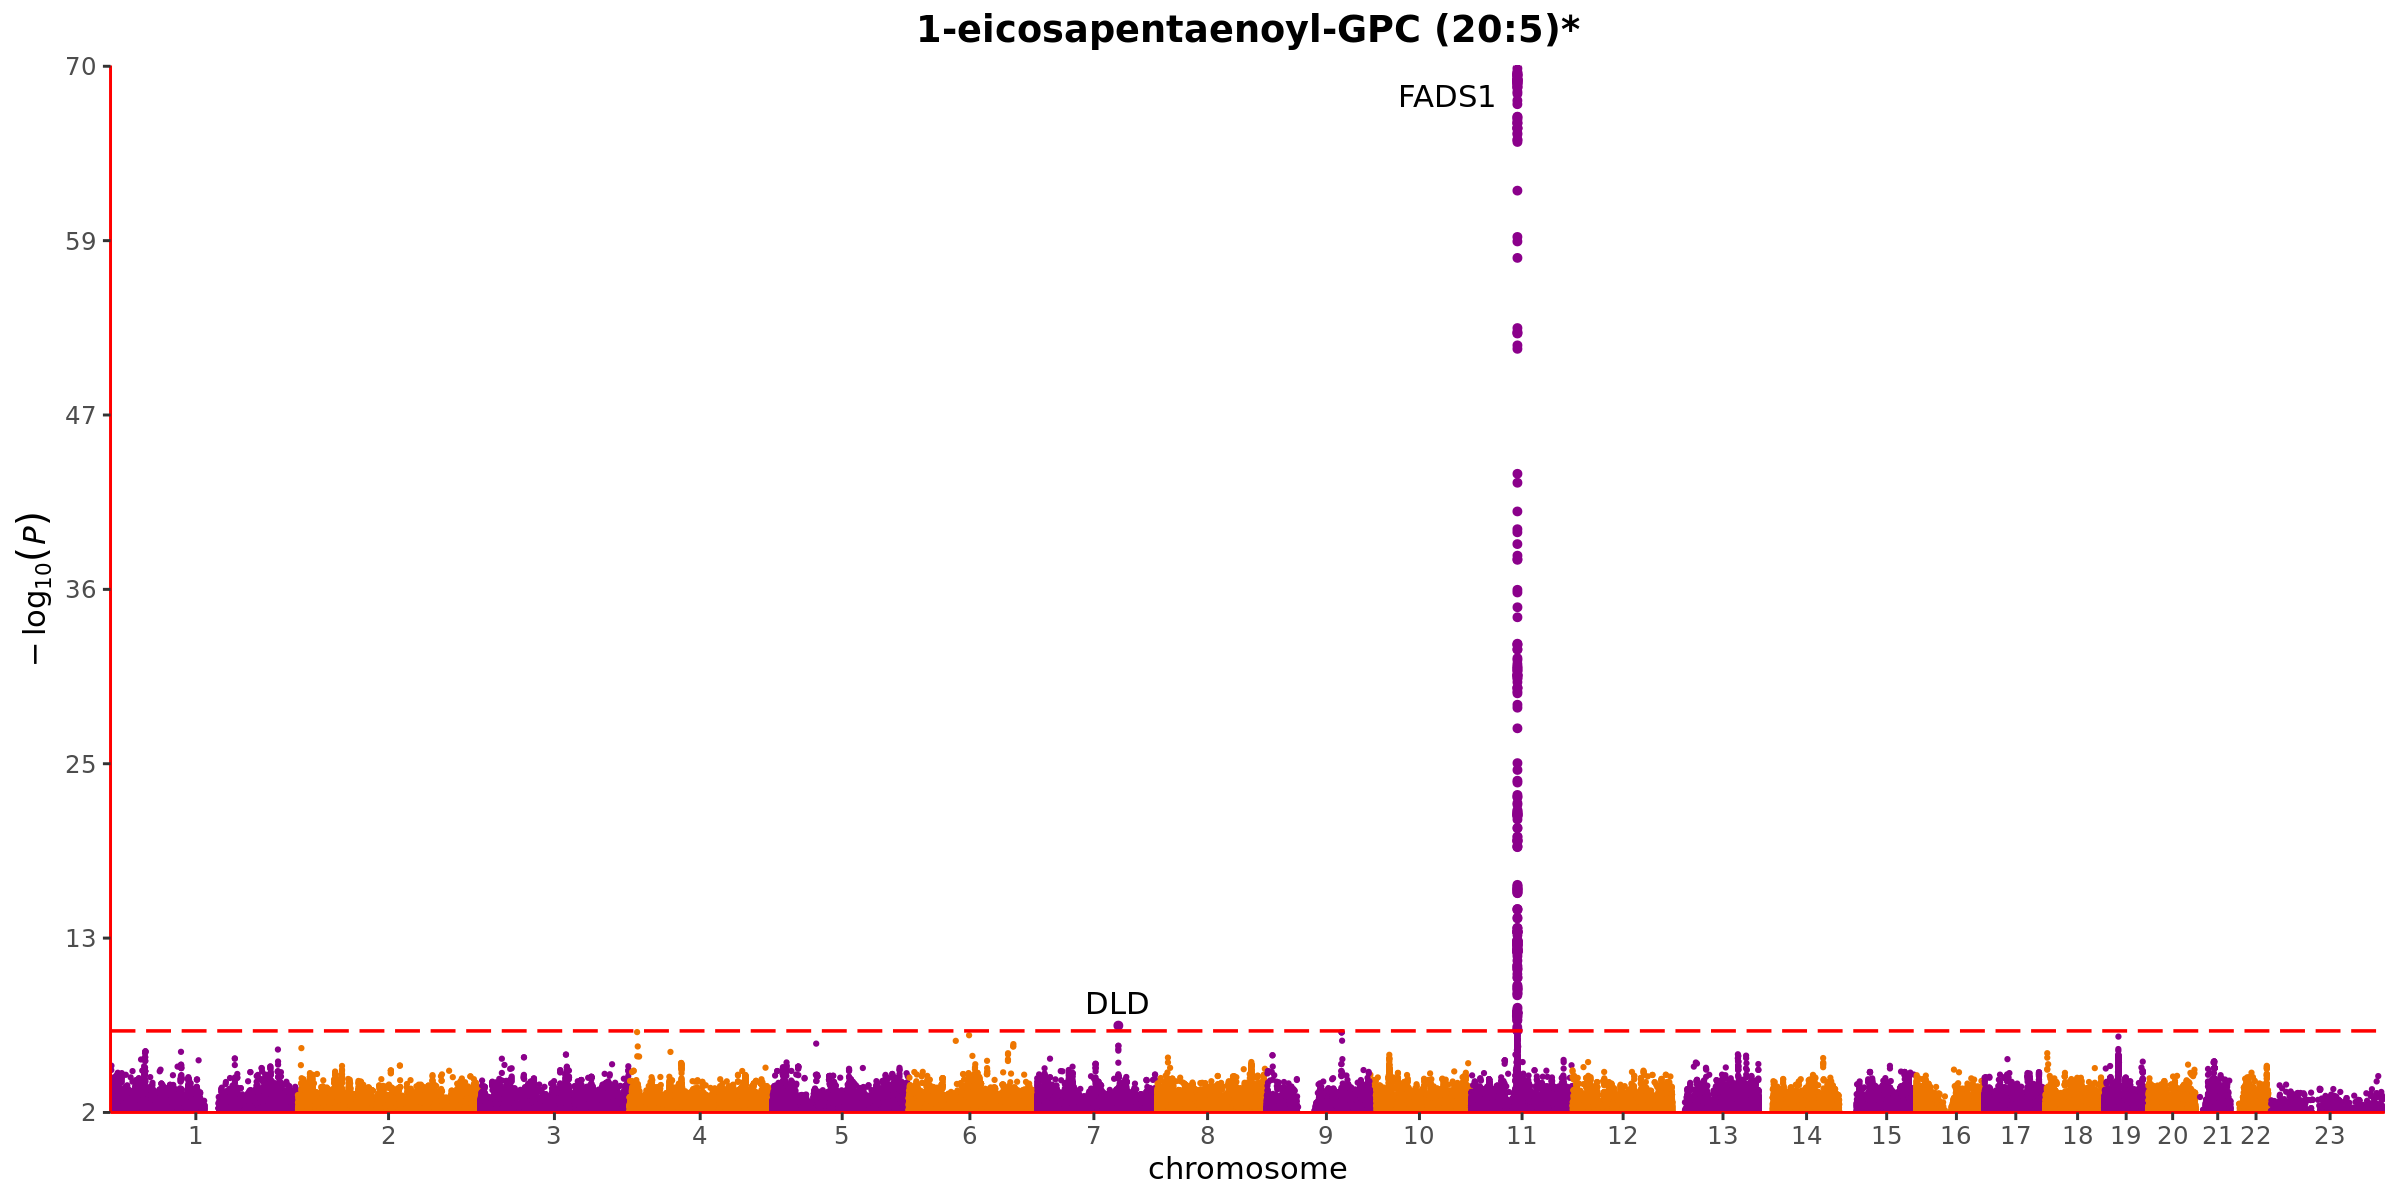 1-eicosapentaenoyl-GPC (20:5)*
70
FADS1
59
47
− log10(P)
36
25
13
DLD
2
1 2 3 4 5 6 7 8 9 10 11 12 13 14 15 16 17 18 19 20 21 22 23
chromosome